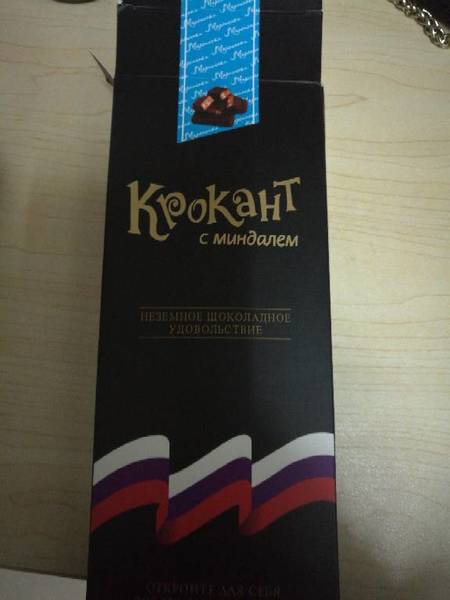 Крокант
с миндалем
НЕЗЕМНОЕ ШОКОЛАДНОЕ
УДОВОЛЬСТВИЕ
ОТКРОЙТЕ ДЛЯ СЕБЯ